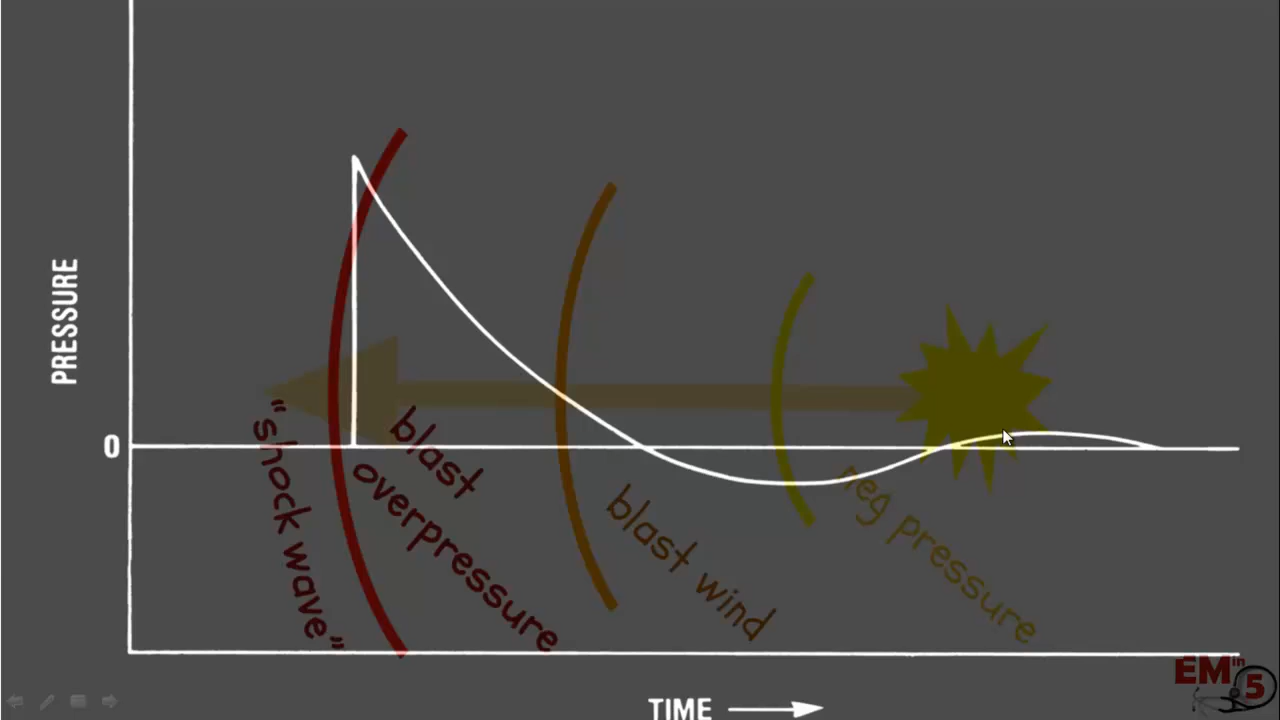 PRESSURE
0
"shock wave"
blast
overpressure
blast wind
neg pressure
TIME
EM in 5